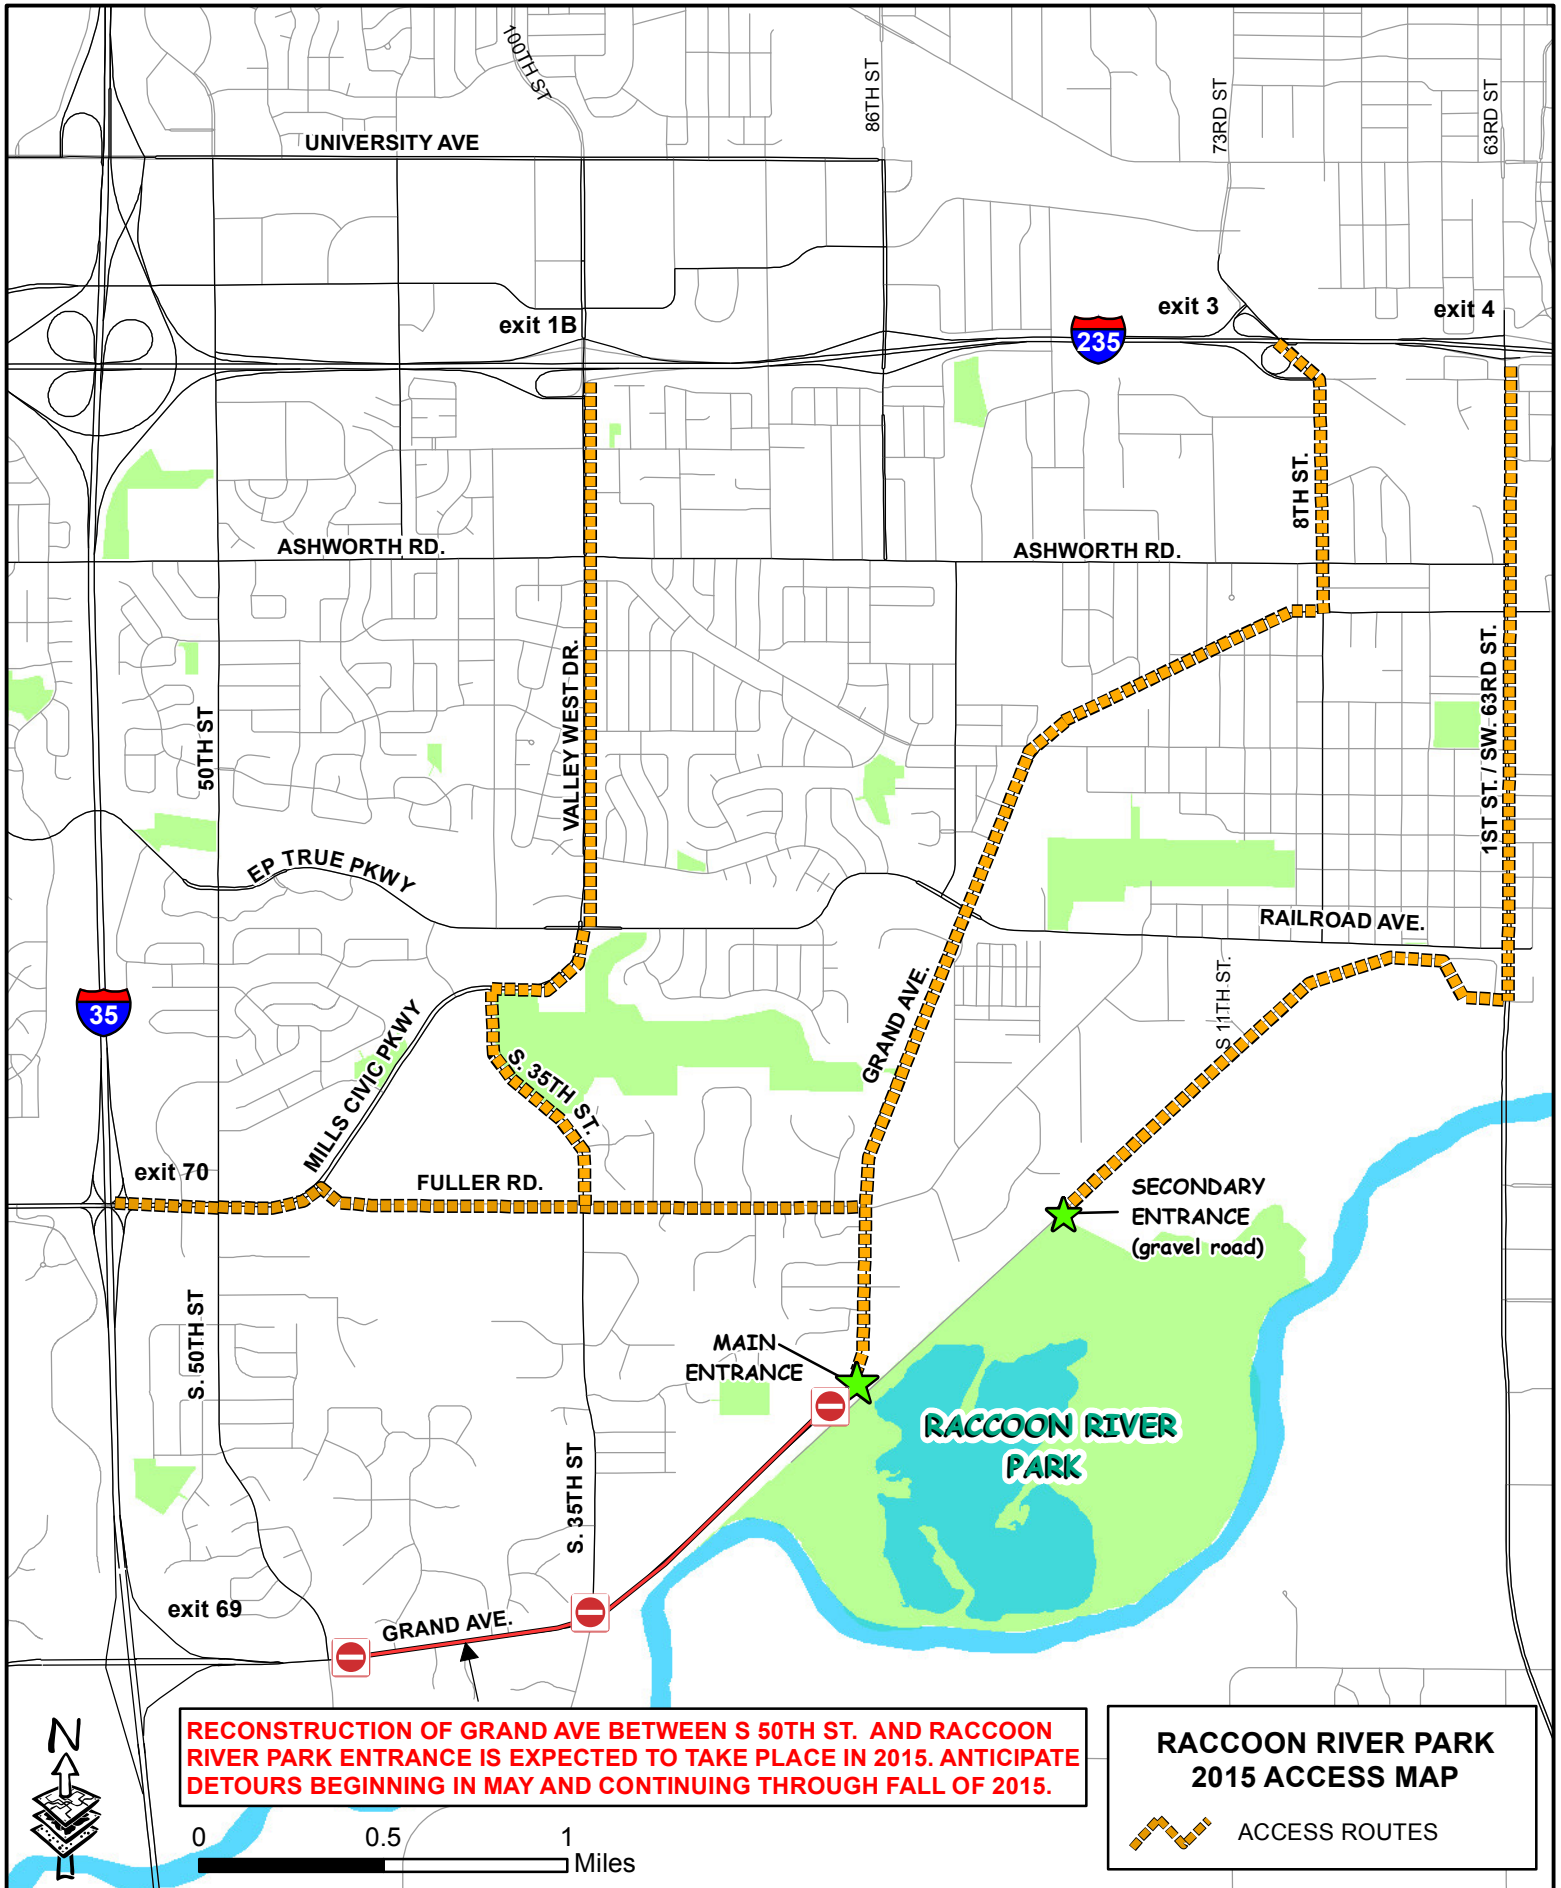 100TH ST
86TH ST
73RD ST
63RD ST
UNIVERSITY AVE
exit 1B
235
exit 3
exit 4
8TH ST.
ASHWORTH RD.
ASHWORTH RD.
50TH ST
VALLEY WEST DR.
1ST ST. / SW. 63RD ST.
EP TRUE PKWY
RAILROAD AVE.
35
MILLS CIVIC PKWY
S. 35TH ST.
GRAND AVE.
S 11TH ST.
exit 70
FULLER RD.
SECONDARY
ENTRANCE
(gravel road)
S. 50TH ST
MAIN
ENTRANCE
RACCOON RIVER
PARK
S. 35TH ST
exit 69
GRAND AVE.
N
RECONSTRUCTION OF GRAND AVE BETWEEN S 50TH ST. AND RACCOON
RIVER PARK ENTRANCE IS EXPECTED TO TAKE PLACE IN 2015. ANTICIPATE
DETOURS BEGINNING IN MAY AND CONTINUING THROUGH FALL OF 2015.
RACCOON RIVER PARK
2015 ACCESS MAP
ACCESS ROUTES
0 0.5 1
Miles